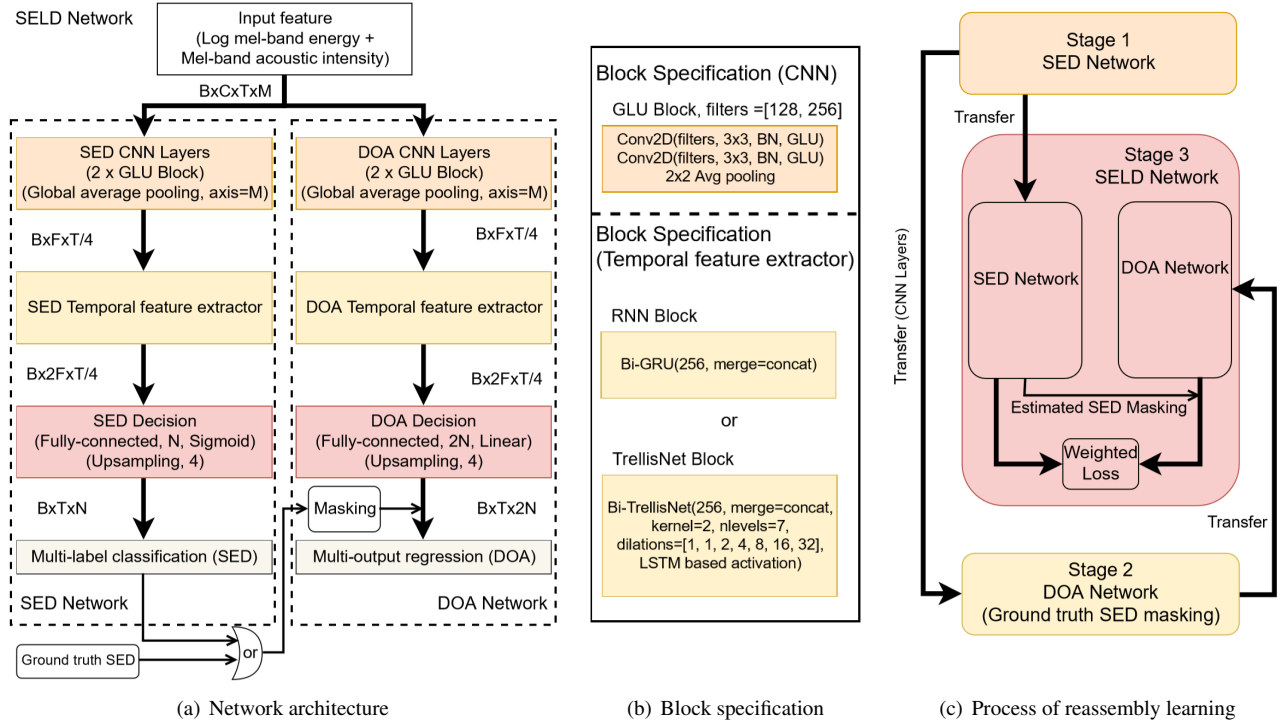 SELD Network
Input feature
(Log mel-band energy +
Mel-band acoustic intensity)
BxCxTxM
SED CNN Layers
(2 x GLU Block)
(Global average pooling, axis=M)
DOA CNN Layers
(2 x GLU Block)
(Global average pooling, axis=M)
BxFxT/4
BxFxT/4
SED Temporal feature extractor
DOA Temporal feature extractor
Bx2FxT/4
Bx2FxT/4
SED Decision
(Fully-connected, N, Sigmoid)
(Upsampling, 4)
DOA Decision
(Fully-connected, 2N, Linear)
(Upsampling, 4)
BxTxN
Masking
BxTx2N
Multi-label classification (SED)
Multi-output regression (DOA)
SED Network
DOA Network
Ground truth SED
or
(a) Network architecture
Block Specification (CNN)
GLU Block, filters =[128, 256]
Conv2D(filters, 3x3, BN, GLU)
Conv2D(filters, 3x3, BN, GLU)
2x2 Avg pooling
Block Specification
(Temporal feature extractor)
RNN Block
Bi-GRU(256, merge=concat)
or
TrellisNet Block
Bi-TrellisNet(256, merge=concat,
kernel=2, nlevels=7,
dilations=[1, 1, 2, 4, 8, 16, 32],
LSTM based activation)
(b) Block specification
Stage 1
SED Network
Transfer
Stage 3
SELD Network
SED Network
DOA Network
Transfer (CNN Layers)
Estimated SED Masking
Weighted
Loss
Transfer
Stage 2
DOA Network
(Ground truth SED masking)
(c) Process of reassembly learning